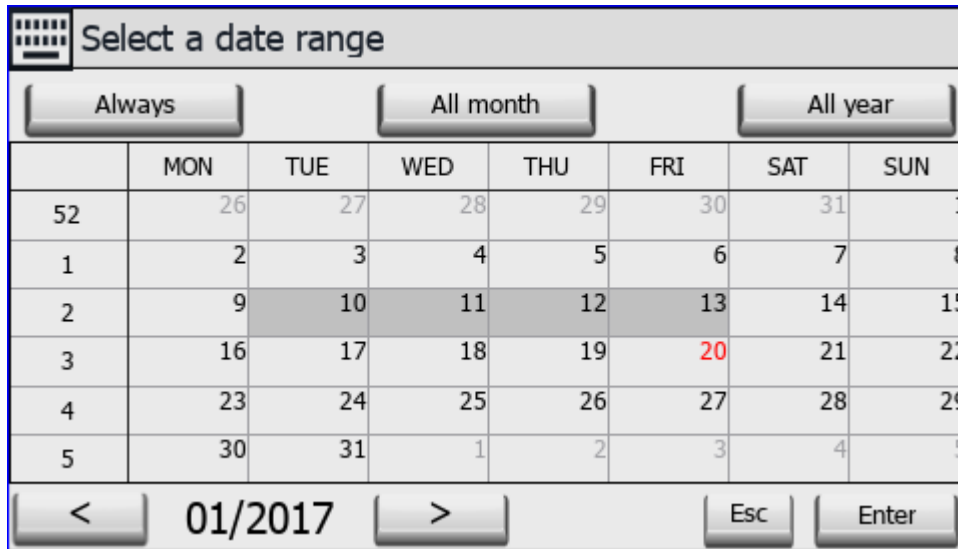 Select a date range
Always All month All year
MON TUE WED THU FRI SAT SUN
52 26 27 28 29 30 31
1 2 3 4 5 6 7
2 9 10 11 12 13 14
3 16 17 18 19 20 21
4 23 24 25 26 27 28
5 30 31 1 2 3 4
< 01/2017 > Esc Enter